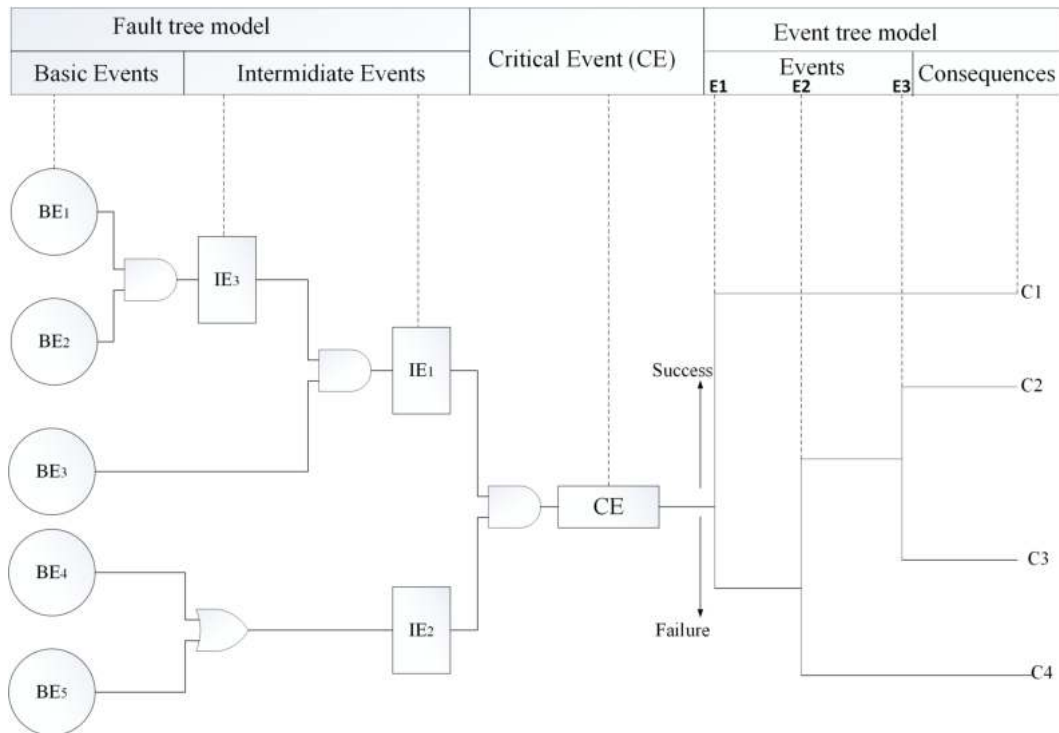 Fault tree model
Critical Event (CE)
Event tree model
Basic Events
Intermidiate Events
Events
Consequences
E1
E2
E3
BE1
BE2
IE3
BE3
IE1
BE4
BE5
IE2
CE
Success
Failure
C1
C2
C3
C4